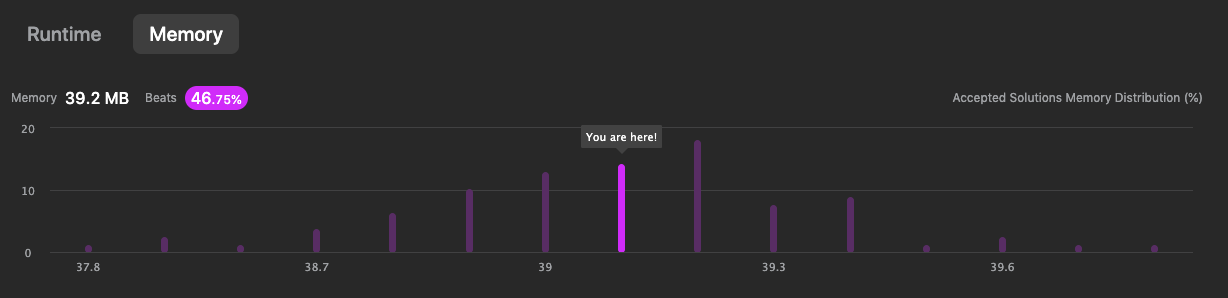 Runtime Memory
Memory 39.2 MB Beats 46.75% Accepted Solutions Memory Distribution (%)
20
You are here!
10
0
37.8 38.7 39 39.3 39.6